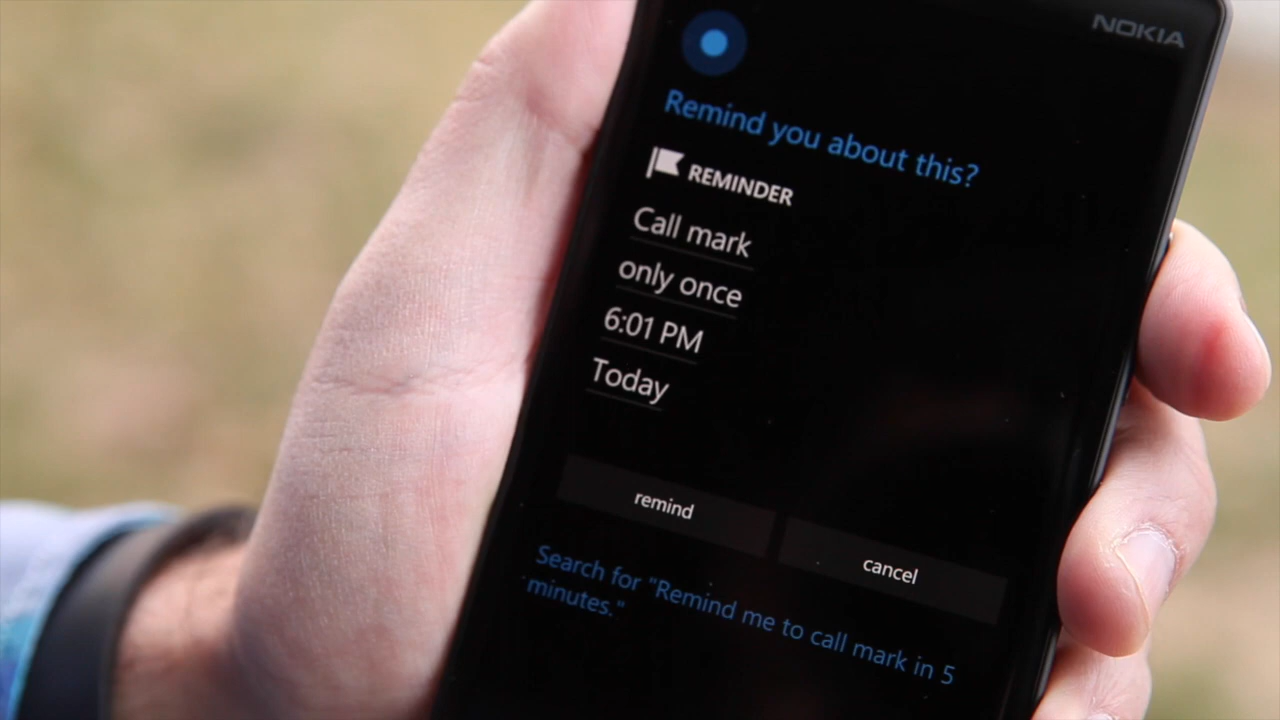 NOKIA
Remind you about this?
REMINDER
Call mark
only once
6:01 PM
Today
remind
cancel
Search for "Remind me to call mark in 5
minutes."